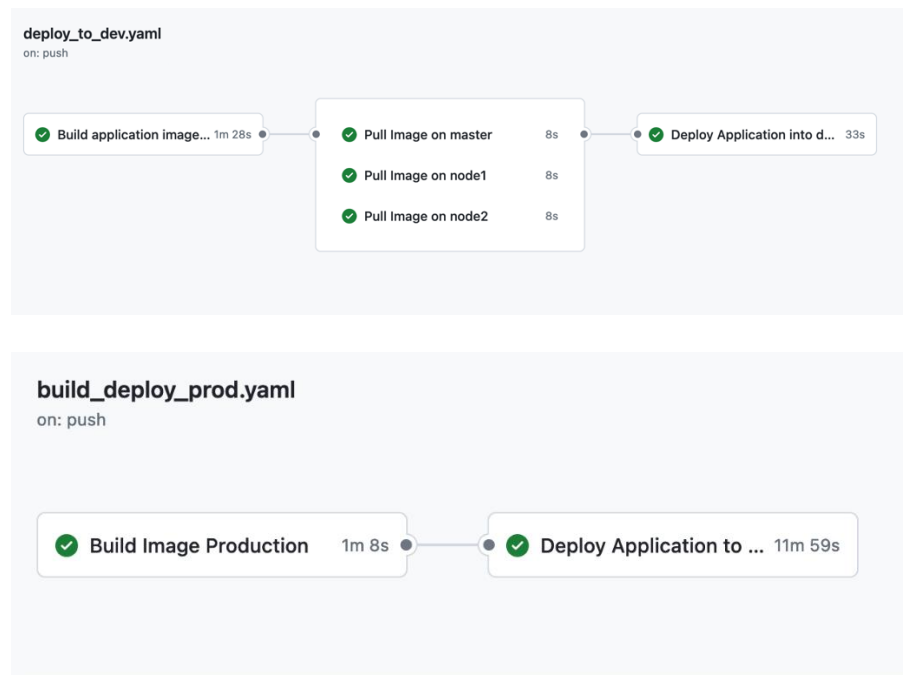 deploy_to_dev.yaml
on: push
Build application image... 1m 28s
Pull Image on master 8s
Pull Image on node1 8s
Pull Image on node2 8s
Deploy Application into d... 33s
build_deploy_prod.yaml
on: push
Build Image Production 1m 8s
Deploy Application to ... 11m 59s